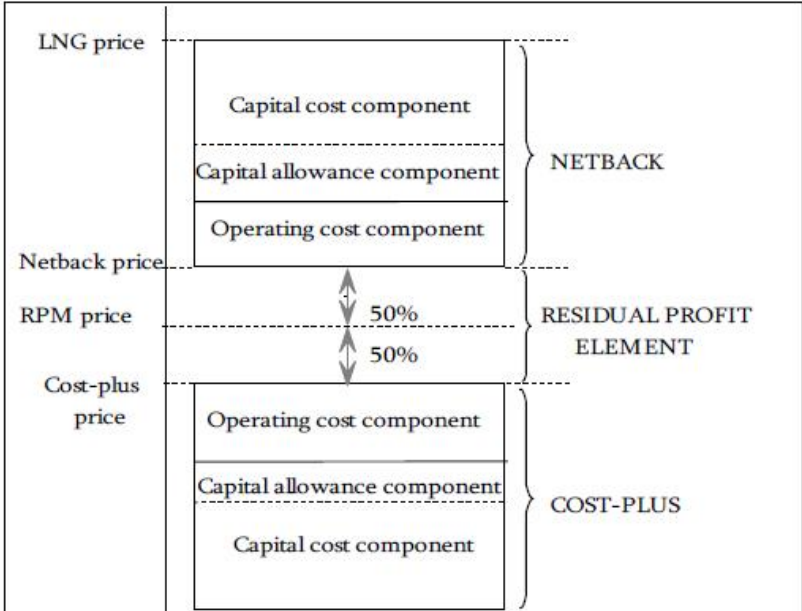 LNG price
Capital cost component
Capital allowance component
NETBACK
Operating cost component
Netback price
50%
RPM price
RESIDUAL PROFIT
ELEMENT
50%
Cost-plus
price
Operating cost component
Capital allowance component
COST-PLUS
Capital cost component